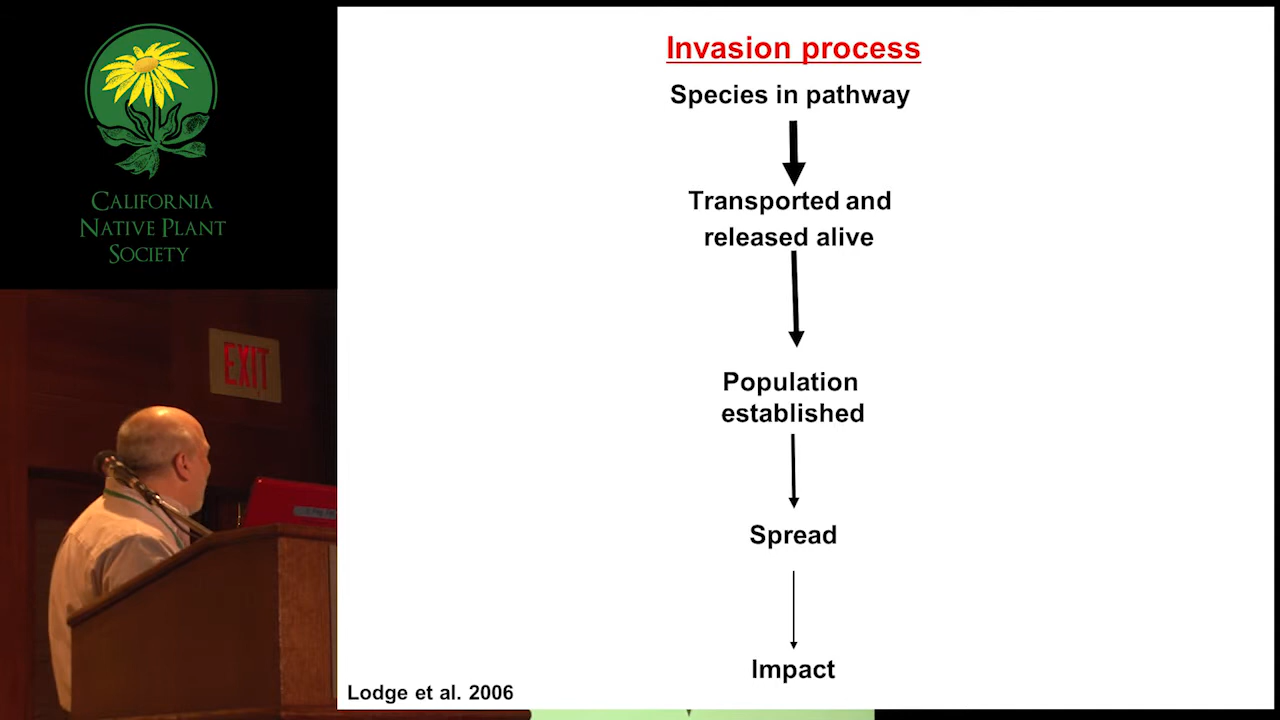 California
Native Plant
Society
EXIT
Invasion process
Species in pathway
Transported and
released alive
Population
established
Spread
Impact
Lodge et al. 2006